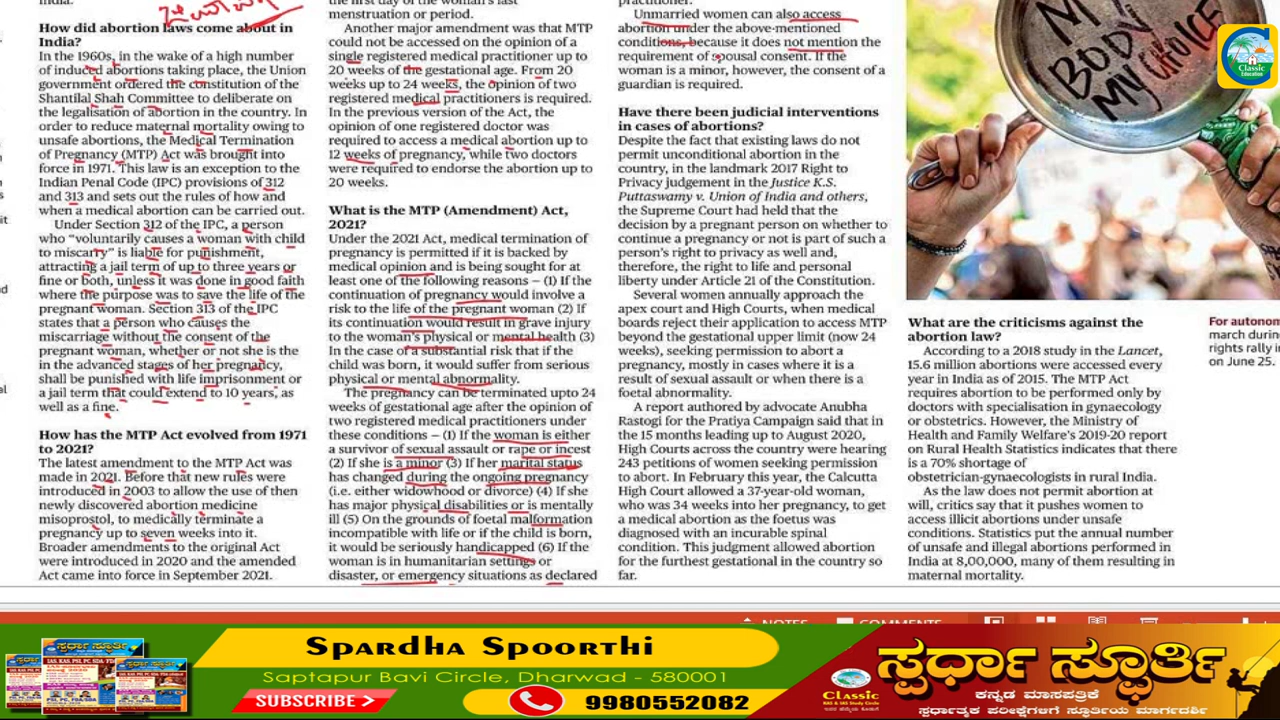 How did abortion laws come about in
India?
In the 1960s, in the wake of a high number
of induced abortions taking place, the Union
government ordered the constitution of the
Shantilal Shah Committee to deliberate on
the legalisation of abortion in the country. In
order to reduce maternal mortality owing to
unsafe abortions, the Medical Termination
of Pregnancy (MTP) Act was brought into
force in 1971. This law is an exception to the
Indian Penal Code (IPC) provisions of 312
and 313 and sets out the rules of how and
when a medical abortion can be carried out.
Under Section 312 of the IPC, a person
who “voluntarily causes a woman with child
to miscarry” is liable for punishment,
attracting a jail term of up to three years or
fine or both, unless it was done in good faith
where the purpose was to save the life of the
pregnant woman. Section 313 of the IPC
states that a person who causes the
miscarriage without the consent of the
pregnant woman, whether or not she is the
in the advanced stages of her pregnancy,
shall be punished with life imprisonment or
a jail term that could extend to 10 years, as
well as a fine.
How has the MTP Act evolved from 1971
to 2021?
The latest amendment to the MTP Act was
made in 2021. Before that new rules were
introduced in 2003 to allow the use of then
newly discovered abortion medicine
misoprostol, to medically terminate a
pregnancy up to seven weeks into it.
Broader amendments to the original Act
were introduced in 2020 and the amended
Act came into force in September 2021.
the first day of the woman's last
menstruation or period.
Another major amendment was that MTP
could not be accessed on the opinion of a
single registered medical practitioner up to
20 weeks of the gestational age. From 20
weeks up to 24 weeks, the opinion of two
registered medical practitioners is required.
In the previous version of the Act, the
opinion of one registered doctor was
required to access a medical abortion up to
12 weeks of pregnancy, while two doctors
were required to endorse the abortion up to
20 weeks.
What is the MTP (Amendment) Act,
2021?
Under the 2021 Act, medical termination of
pregnancy is permitted if it is backed by
medical opinion and is being sought for at
least one of the following reasons — (1) If the
continuation of pregnancy would involve a
risk to the life of the pregnant woman (2) If
its continuation would result in grave injury
to the woman's physical or mental health (3)
In the case of a substantial risk that if the
child was born, it would suffer from serious
physical or mental abnormality.
The pregnancy can be terminated upto 24
weeks of gestational age after the opinion of
two registered medical practitioners under
these conditions — (1) If the woman is either
a survivor of sexual assault or rape or incest
(2) If she is a minor (3) If her marital status
has changed during the ongoing pregnancy
(i.e. either widowhood or divorce) (4) If she
has major physical disabilities or is mentally
ill (5) On the grounds of foetal malformation
incompatible with life or if the child is born,
it would be seriously handicapped (6) If the
woman is in humanitarian settings or
disaster, or emergency situations as declared
practitioner.
Unmarried women can also access
abortion under the above-mentioned
conditions, because it does not mention the
requirement of spousal consent. If the
woman is a minor, however, the consent of a
guardian is required.
Have there been judicial interventions
in cases of abortions?
Despite the fact that existing laws do not
permit unconditional abortion in the
country, in the landmark 2017 Right to
Privacy judgement in the Justice K.S.
Puttaswamy v. Union of India and others,
the Supreme Court had held that the
decision by a pregnant person on whether to
continue a pregnancy or not is part of such a
person's right to privacy as well and,
therefore, the right to life and personal
liberty under Article 21 of the Constitution.
Several women annually approach the
apex court and High Courts, when medical
boards reject their application to access MTP
beyond the gestational upper limit (now 24
weeks), seeking permission to abort a
pregnancy, mostly in cases where it is a
result of sexual assault or when there is a
foetal abnormality.
A report authored by advocate Anubha
Rastogi for the Pratiya Campaign said that in
the 15 months leading up to August 2020,
High Courts across the country were hearing
243 petitions of women seeking permission
to abort. In February this year, the Calcutta
High Court allowed a 37-year-old woman,
who was 34 weeks into her pregnancy, to get
a medical abortion as the foetus was
diagnosed with an incurable spinal
condition. This judgment allowed abortion
for the furthest gestational in the country so
far.
MY CHOICE
Classic
Education
What are the criticisms against the
abortion law?
According to a 2018 study in the Lancet,
15.6 million abortions were accessed every
year in India as of 2015. The MTP Act
requires abortion to be performed only by
doctors with specialisation in gynaecology
or obstetrics. However, the Ministry of
Health and Family Welfare's 2019-20 report
on Rural Health Statistics indicates that there
is a 70% shortage of
obstetrician-gynaecologists in rural India.
As the law does not permit abortion at
will, critics say that it pushes women to
access illicit abortions under unsafe
conditions. Statistics put the annual number
of unsafe and illegal abortions performed in
India at 8,00,000, many of them resulting in
maternal mortality.
For autonom
march during
rights rally i
on June 25.
NOTES COMMENTS
Spardha Spoorthi
Saptapur Bavi Circle, Dharwad - 580001
SUBSCRIBE > 9980552082
Classic
ಸ್ಪರ್ಧಾ ಸ್ಫೂರ್ತಿ
ಕನ್ನಡ ಮಾಸಪತ್ರಿಕೆ
ಸ್ಪರ್ಧಾತ್ಮಕ ಪರೀಕ್ಷೆಗಳಿಗೆ ಸ್ಫೂರ್ತಿಯ ಮಾರ್ಗದರ್ಶಿ